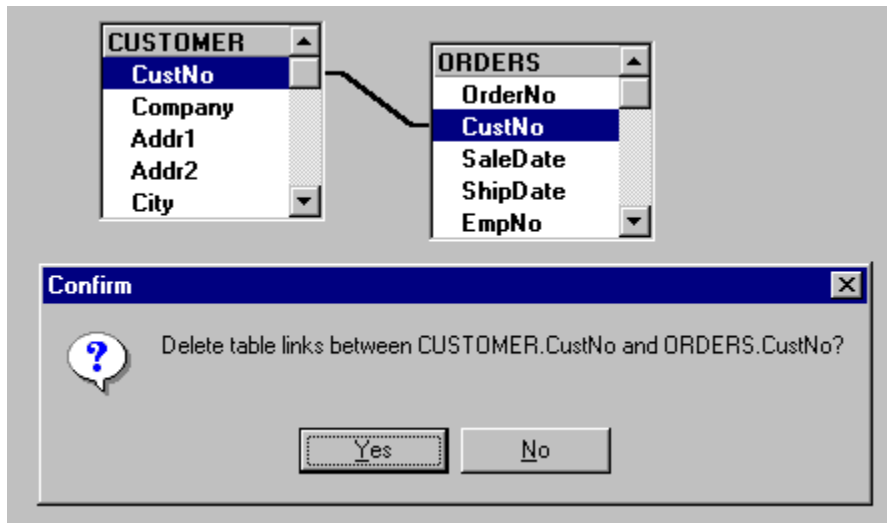 CUSTOMER
CustNo
Company
Addr1
Addr2
City
ORDERS
OrderNo
CustNo
SaleDate
ShipDate
EmpNo
Confirm
?
Delete table links between CUSTOMER.CustNo and ORDERS.CustNo?
Yes
No